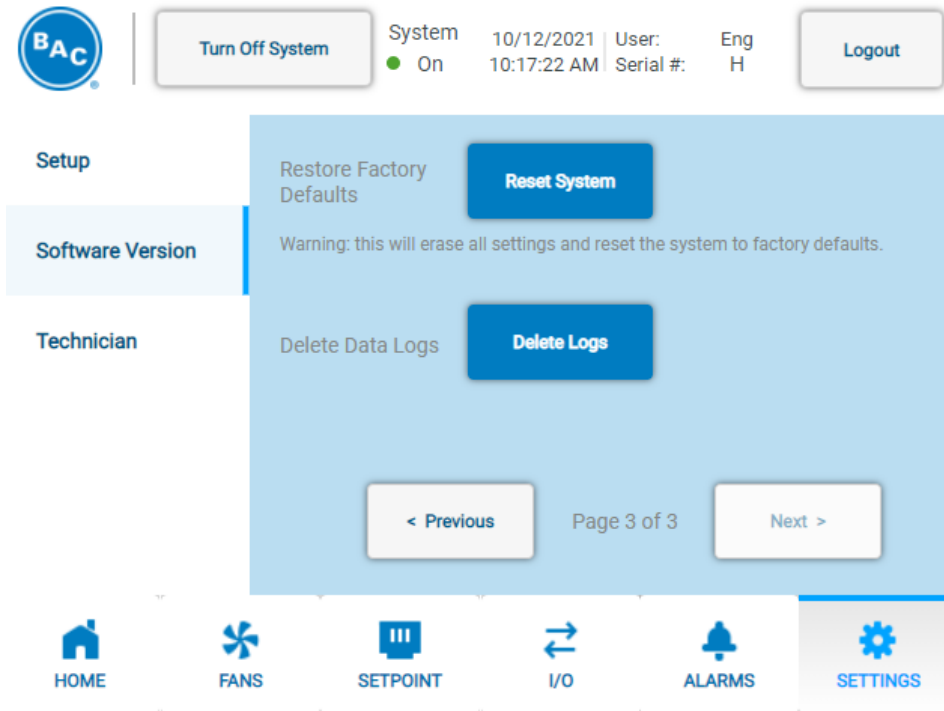 BAC
®
Turn Off System
System
On
10/12/2021
10:17:22 AM
User: Eng
Serial #: H
Logout
Setup
Software Version
Technician
Restore Factory
Defaults
Reset System
Warning: this will erase all settings and reset the system to factory defaults.
Delete Data Logs
Delete Logs
< Previous
Page 3 of 3
Next >
HOME
FANS
SETPOINT
I/O
ALARMS
SETTINGS